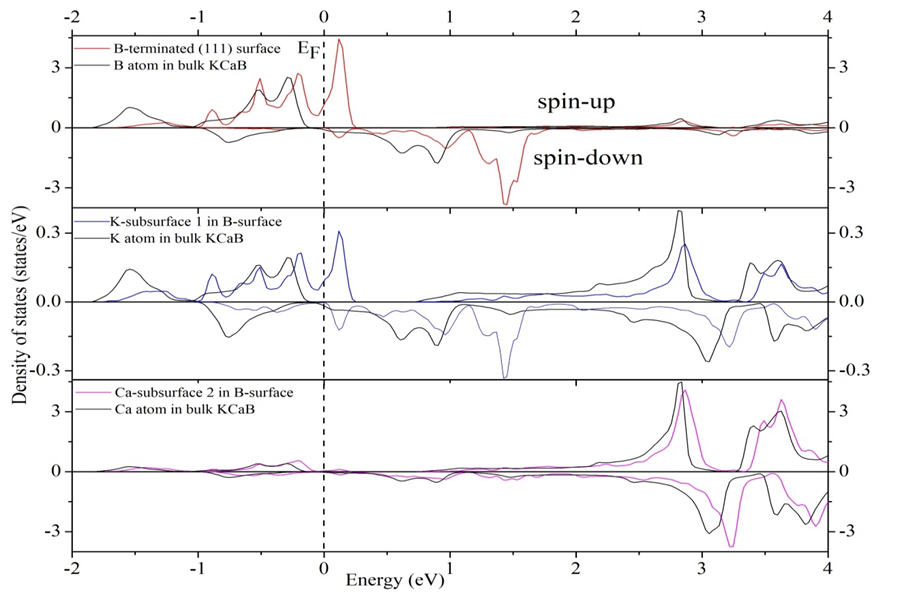 -2 -1 0 1 2 3 4
E_F
B-terminated (111) surface
B atom in bulk KCaB
3 3
spin-up
0 0
spin-down
-3 -3
K-subsurface 1 in B-surface
K atom in bulk KCaB
0.3 0.3
0.0 0.0
-0.3 -0.3
Ca-subsurface 2 in B-surface
Ca atom in bulk KCaB
3 3
0 0
-3 -3
-2 -1 0 1 2 3 4
Energy (eV)
Density of states (states/eV)